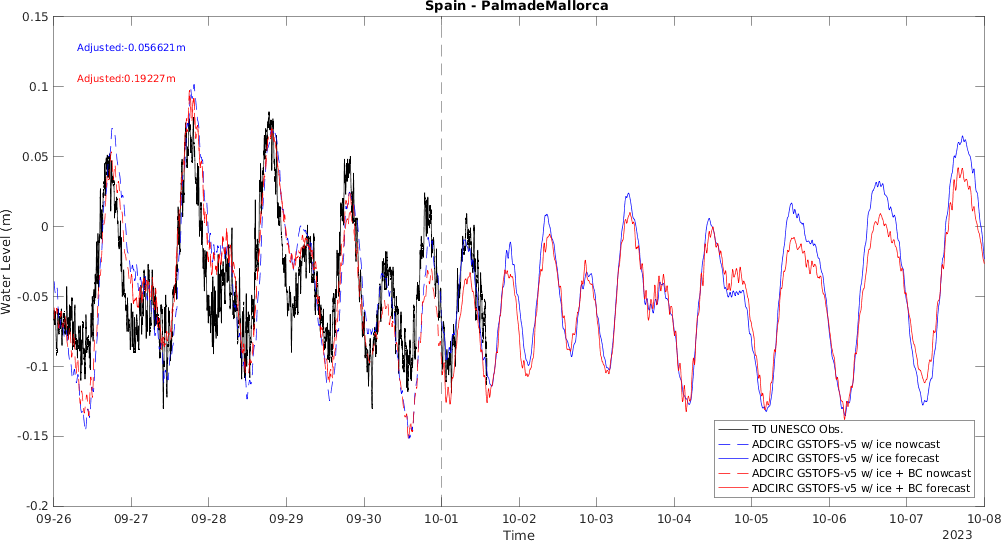 Spain - PalmadeMallorca
Adjusted:-0.056621m
Adjusted:0.19227m
Water Level (m)
0.15
0.1
0.05
0
-0.05
-0.1
-0.15
-0.2
TD UNESCO Obs.
ADCIRC GSTOFS-v5 w/ ice nowcast
ADCIRC GSTOFS-v5 w/ ice forecast
ADCIRC GSTOFS-v5 w/ ice + BC nowcast
ADCIRC GSTOFS-v5 w/ ice + BC forecast
09-26 09-27 09-28 09-29 09-30 10-01 10-02 10-03 10-04 10-05 10-06 10-07 10-08
Time
2023